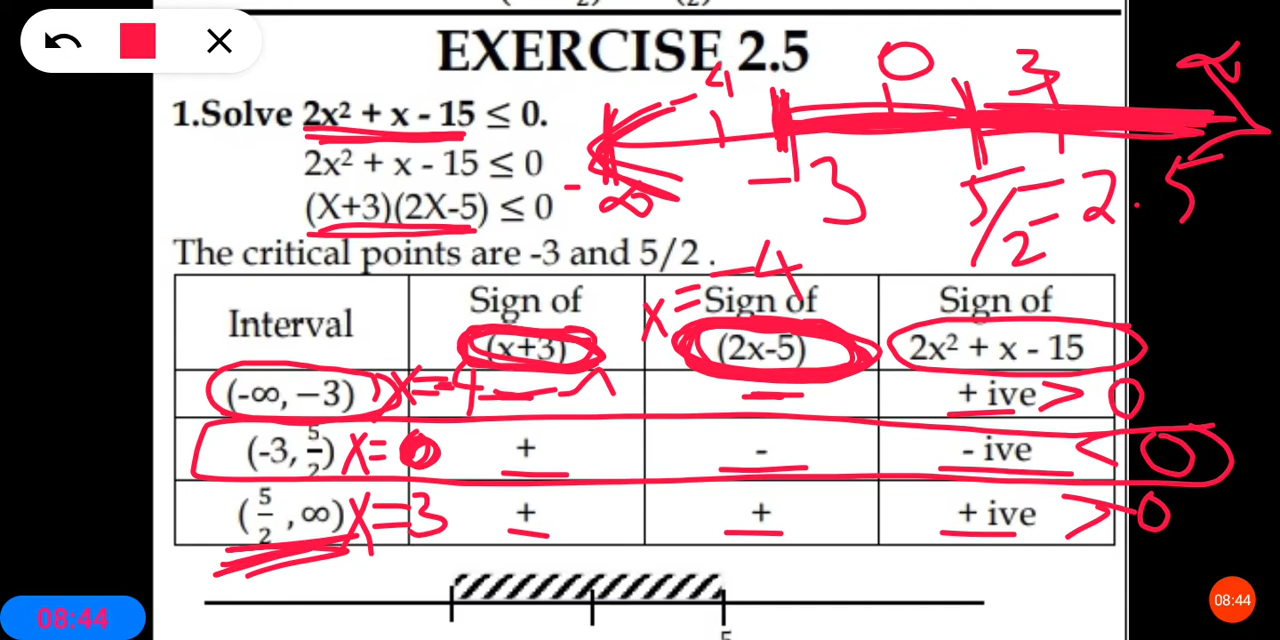 EXERCISE 2.5
1.Solve 2x² + x - 15 ≤ 0.
2x² + x - 15 ≤ 0
(X+3)(2X-5) ≤ 0
-4 0 3 ∞
-∞ -3 5/2 = 2.5
The critical points are -3 and 5/2 .
x = -4
Interval Sign of (x+3) Sign of (2x-5) Sign of 2x² + x - 15
(-∞, −3) x=-4 — — + ive > 0
(-3, 5/2) x= 0 + - - ive < 0
(5/2 , ∞) x=3 + + + ive > 0
08:44
08:44